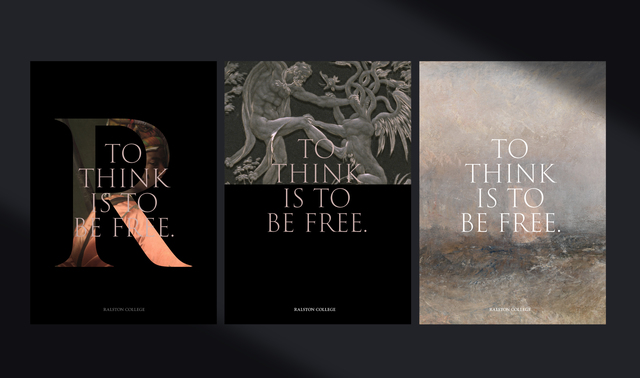 R
TO
THINK
IS TO
BE FREE.
RALSTON COLLEGE
TO
THINK
IS TO
BE FREE.
RALSTON COLLEGE
TO
THINK
IS TO
BE FREE.
RALSTON COLLEGE